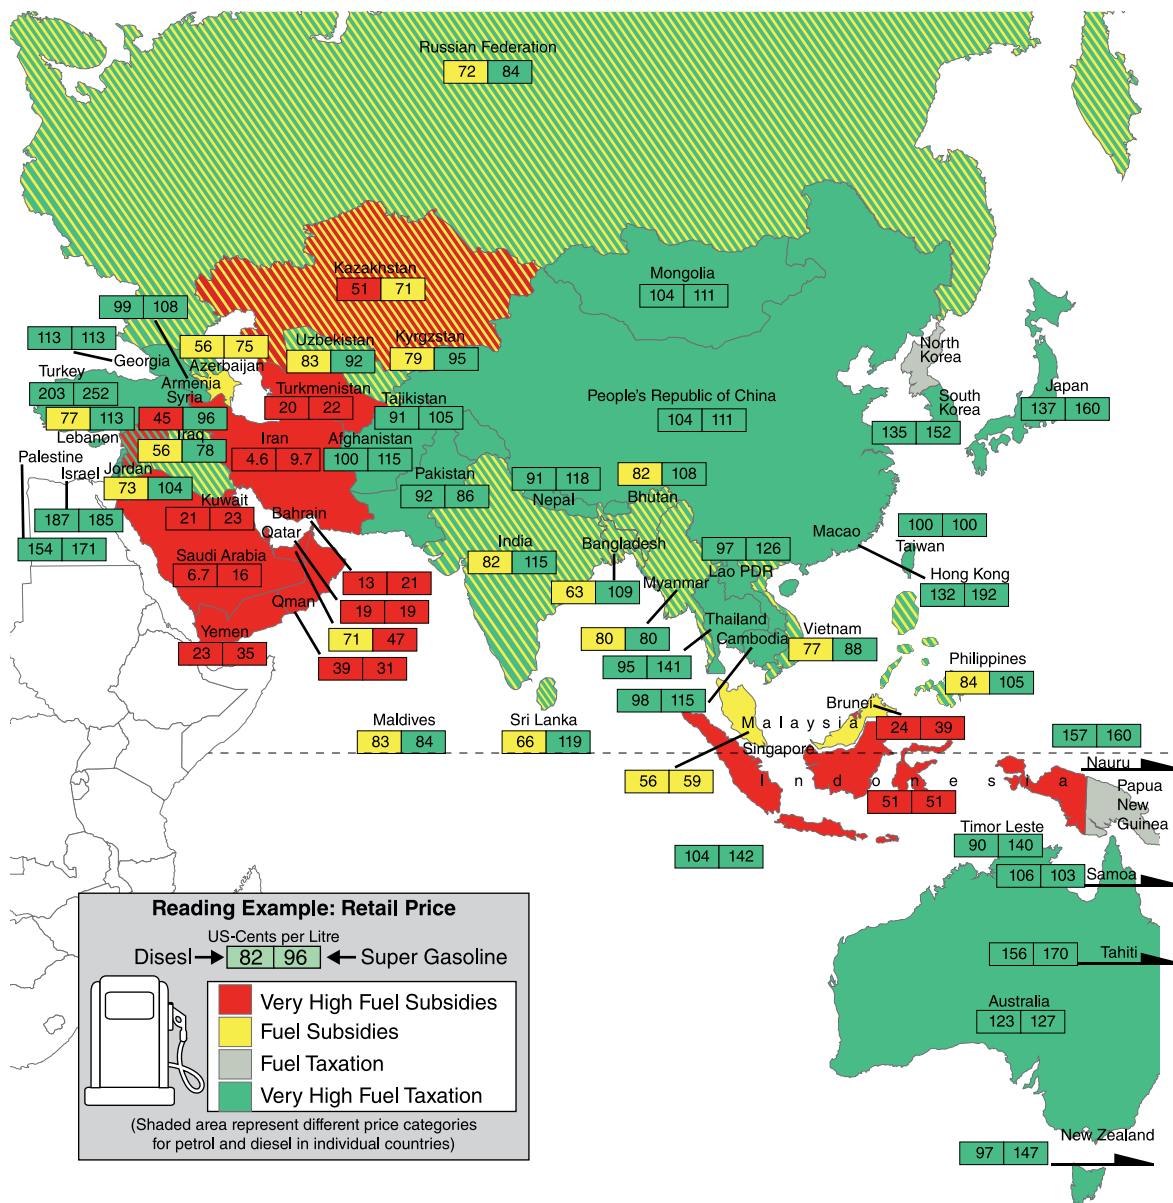 Russian Federation
72 84
Kazakhstan
51 71
Mongolia
104 111
99 108
113 113
Georgia
56 75
Azerbaijan
Uzbekistan
83 92
Kyrgzstan
79 95
North
Korea
Turkey
203 252
Armenia
Syria
45 96
77 113
Lebanon
Turkmenistan
20 22
Tajikistan
91 105
People's Republic of China
104 111
South
Korea
135 152
Japan
137 160
Iraq
56 78
Iran
4.6 9.7
Afghanistan
100 115
Palestine
Israel
Jordan
73 104
Pakistan
92 86
91 118
Nepal
82 108
Bhutan
187 185
154 171
Kuwait
21 23
Bahrain
Qatar
India
82 115
Bangladesh
63 109
97 126
Lao PDR
Macao
100 100
Taiwan
Hong Kong
132 192
Saudi Arabia
6.7 16
13 21
19 19
71 47
39 31
Qman
Yemen
23 35
Myanmar
80 80
Thailand
95 141
Cambodia
98 115
Vietnam
77 88
Philippines
84 105
Maldives
83 84
Sri Lanka
66 119
Malaysia
Brunei
24 39
Singapore
56 59
157 160
Nauru
Indonesia
51 51
Papua
New
Guinea
104 142
Timor Leste
90 140
106 103
Samoa
156 170
Tahiti
Australia
123 127
New Zealand
97 147
Reading Example: Retail Price
US-Cents per Litre
Disesl 82 96 Super Gasoline
Very High Fuel Subsidies
Fuel Subsidies
Fuel Taxation
Very High Fuel Taxation
(Shaded area represent different price categories
for petrol and diesel in individual countries)